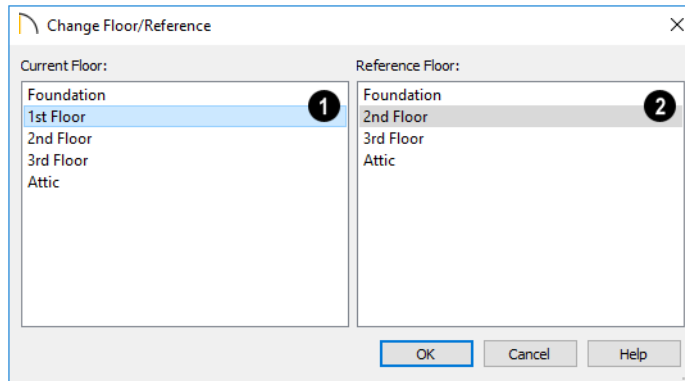 Change Floor/Reference
Current Floor:
Foundation
1st Floor
2nd Floor
3rd Floor
Attic
1
Reference Floor:
Foundation
2nd Floor
3rd Floor
Attic
2
OK
Cancel
Help